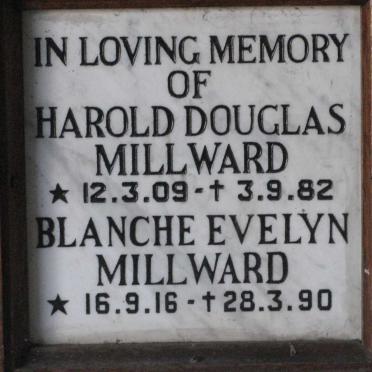 IN LOVING MEMORY
OF
HAROLD DOUGLAS
MILLWARD
★ 12.3.09 - † 3.9.82
BLANCHE EVELYN
MILLWARD
★ 16.9.16 - † 28.3.90